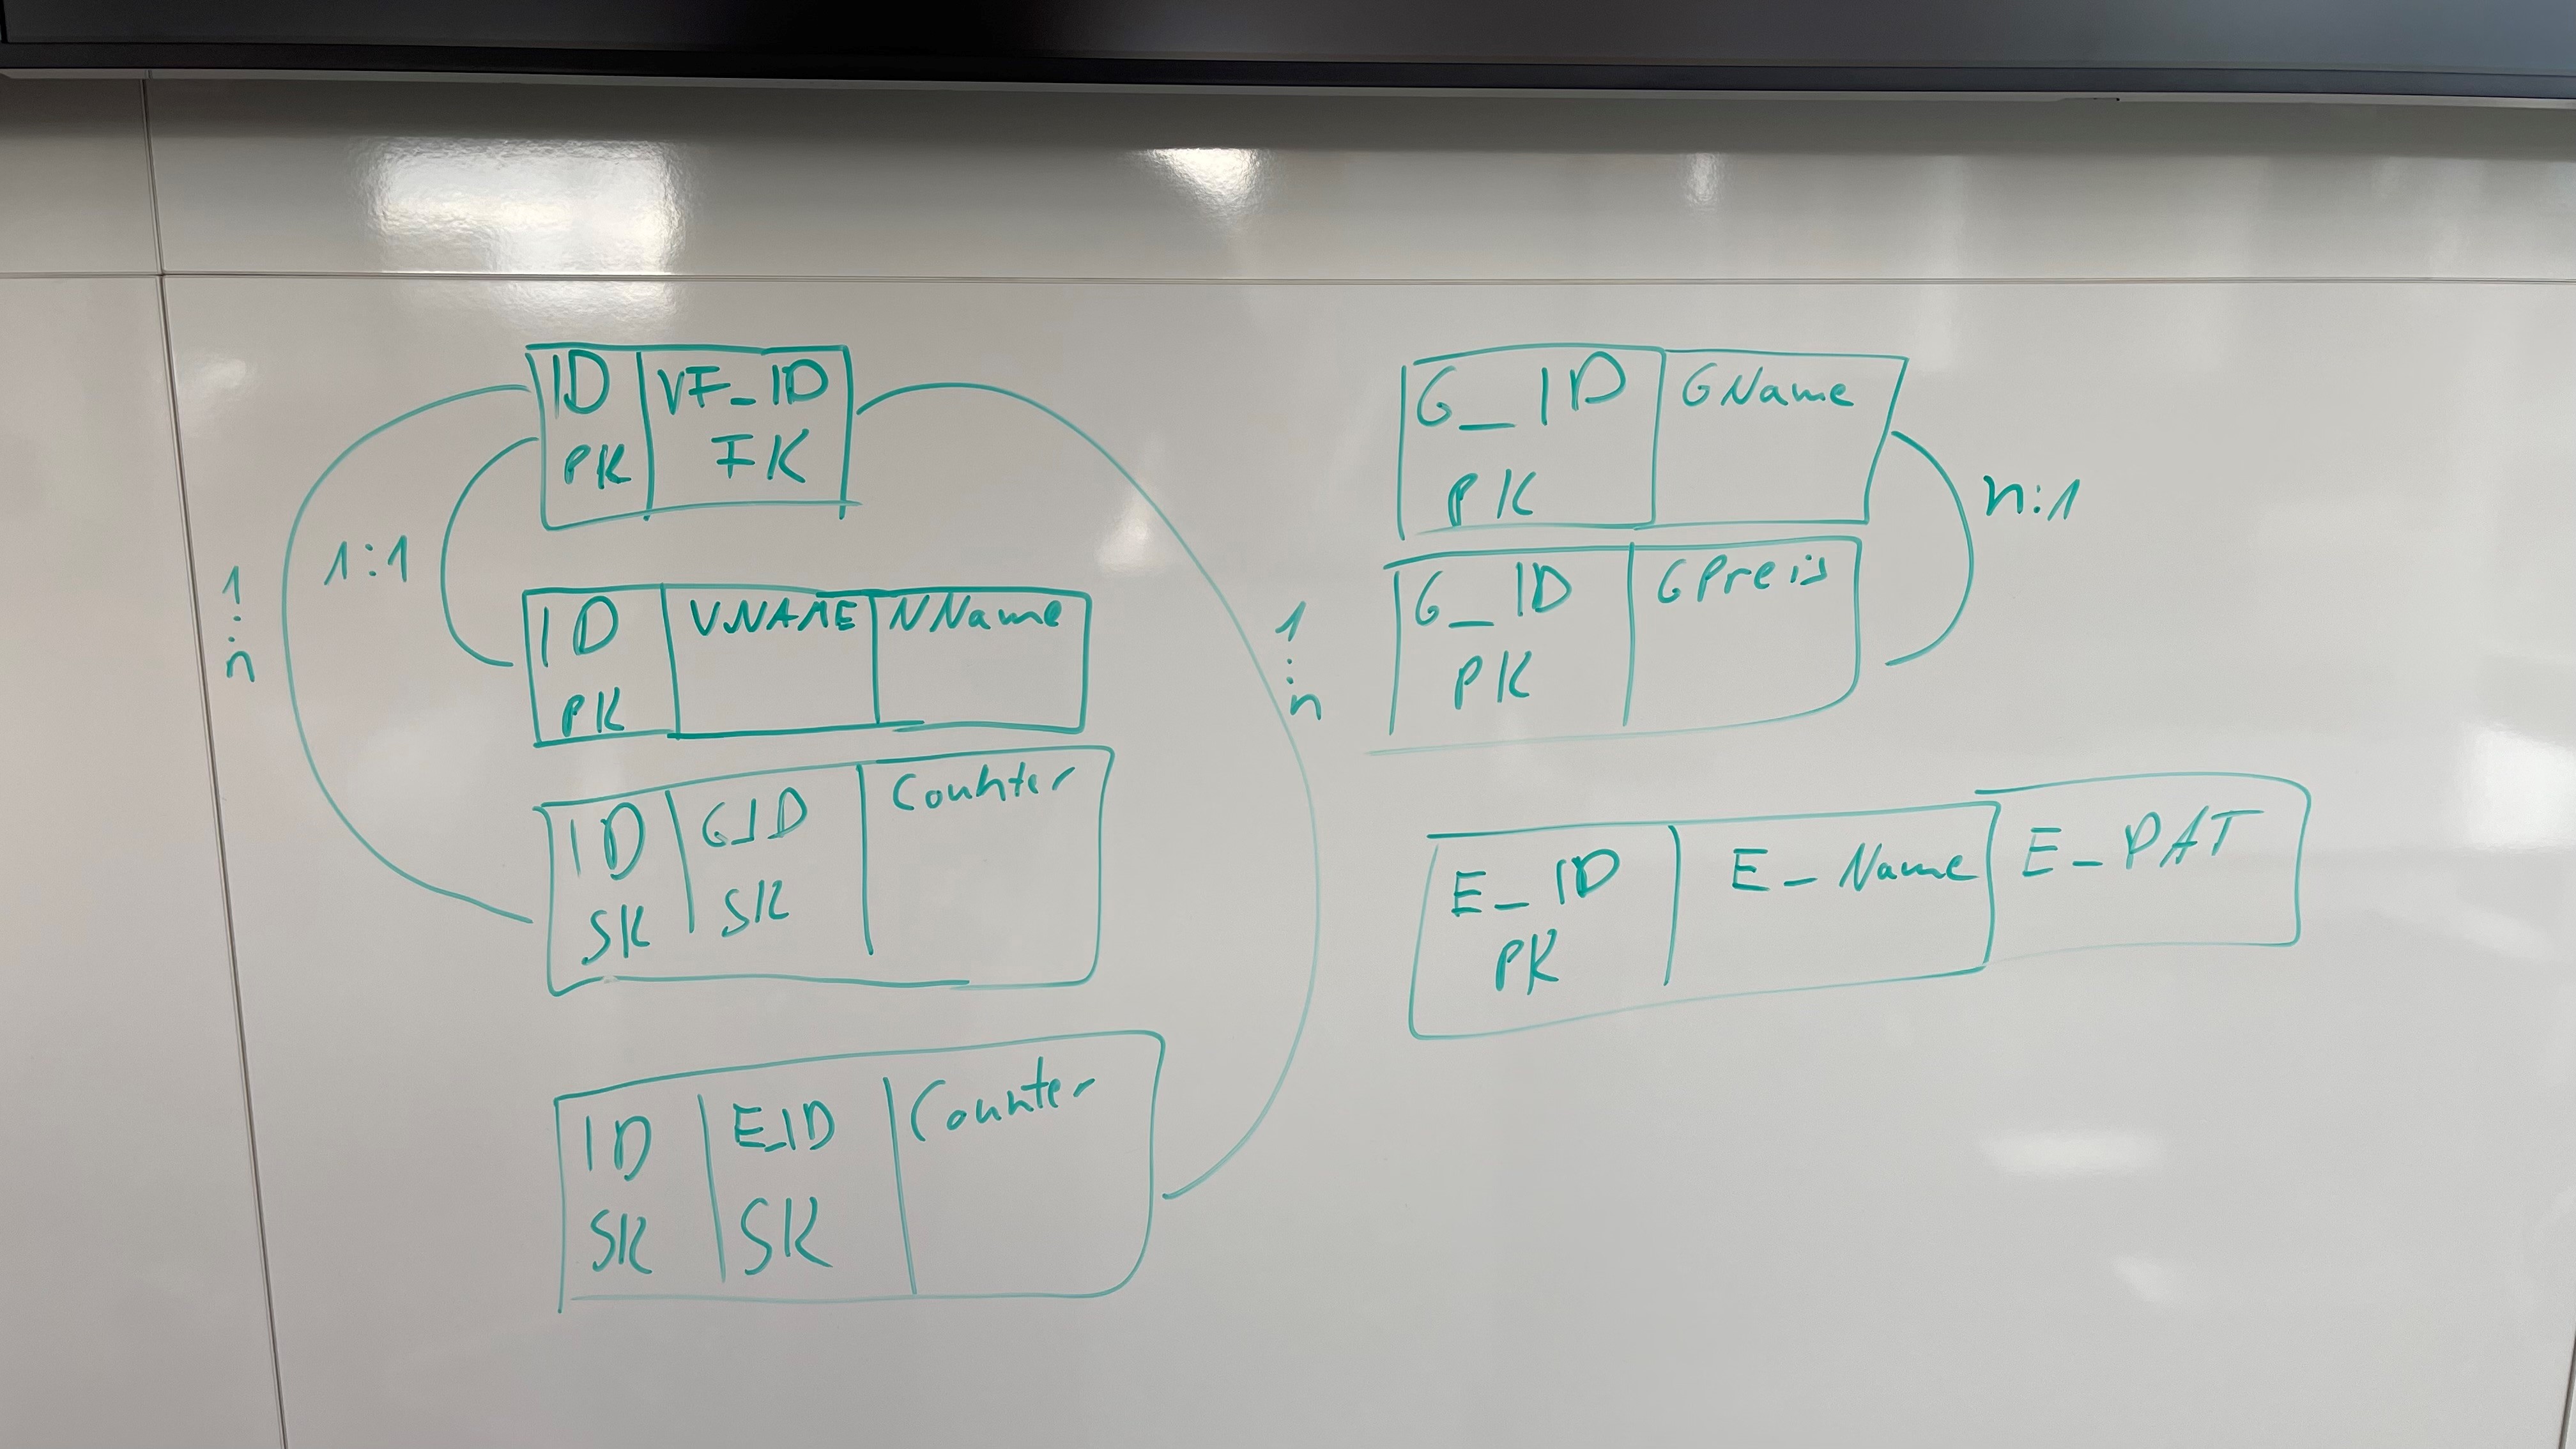 ID VF_ID
PK FK
1:1
1:n
ID VNAME NName
PK
ID G_ID Counter
SK SK
1:n
ID E_ID Counter
SK SK
G_ID GName
PK
n:1
G_ID GPreis
PK
E_ID E_Name E_PAT
PK